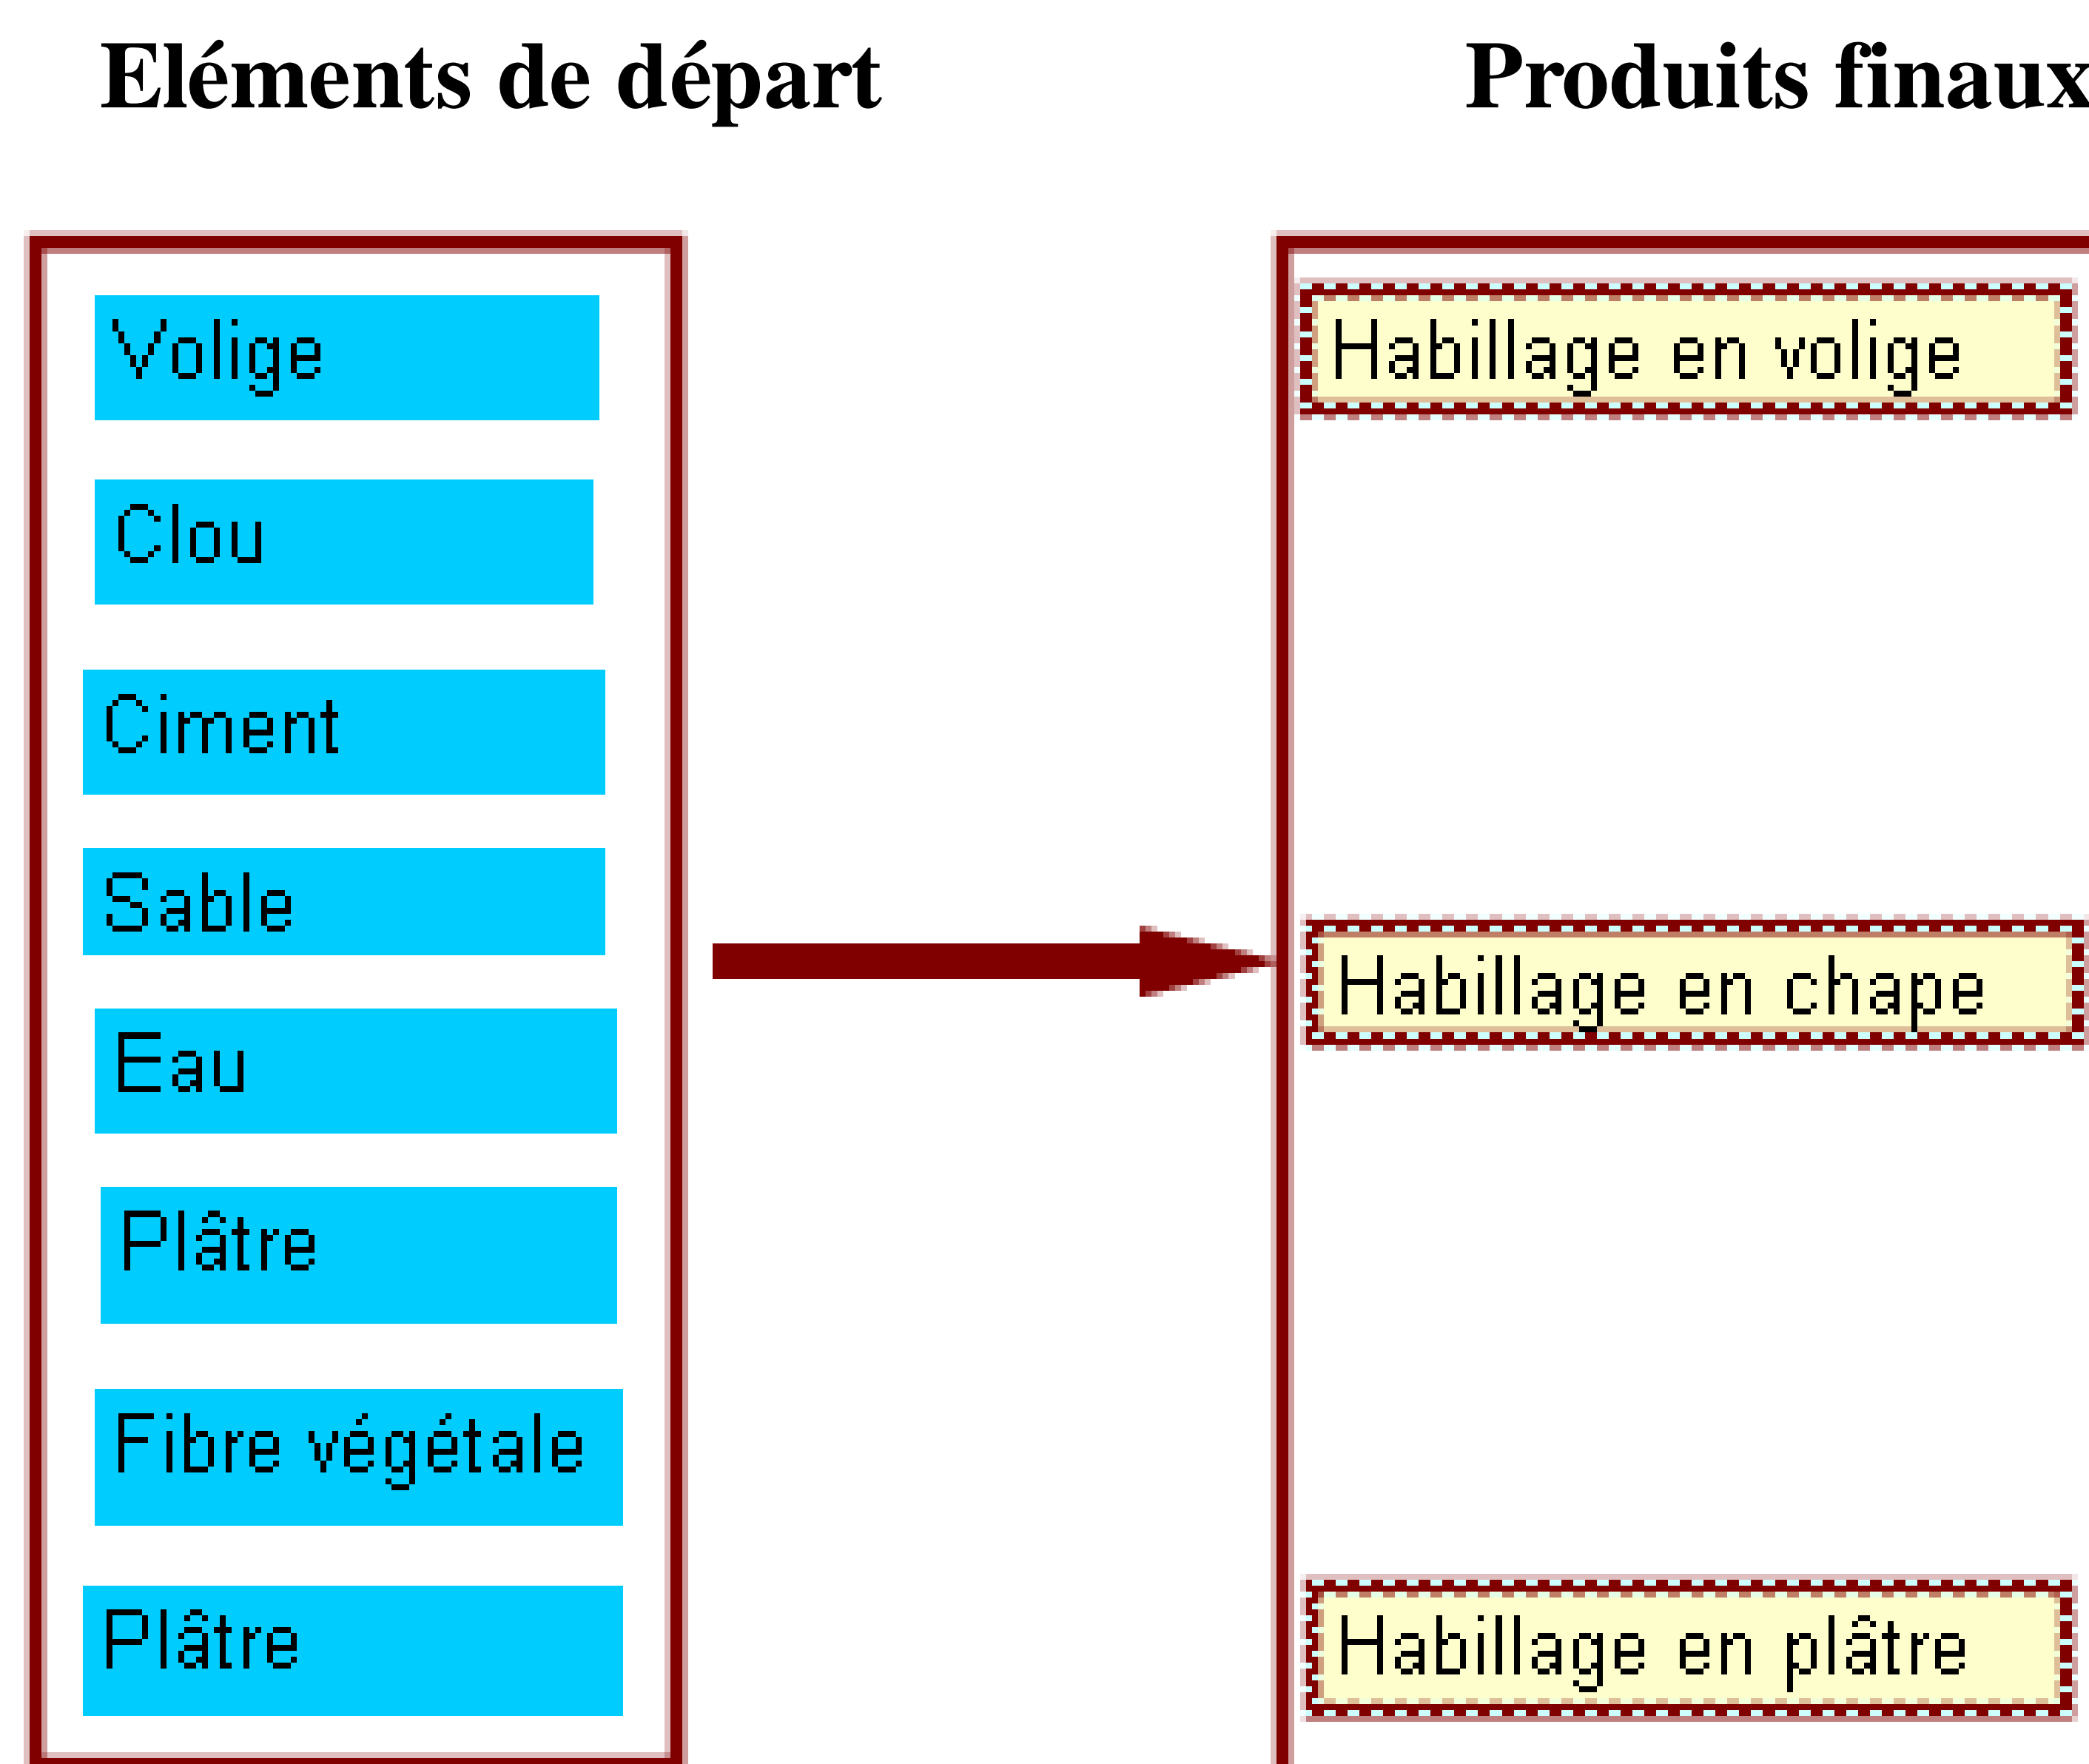 Eléments de départ
Produits finaux
Volige
Habillage en volige
Clou
Ciment
Sable
Habillage en chape
Eau
Plâtre
Fibre végétale
Plâtre
Habillage en plâtre